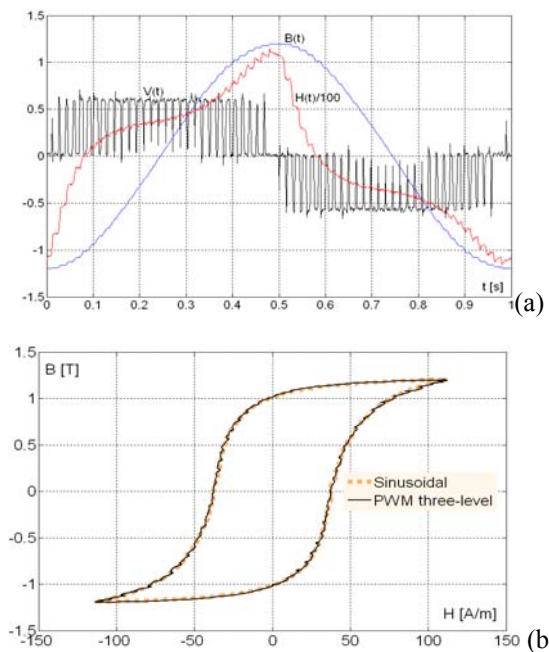 1.5
B(t)
1
V(t)
H(t)/100
0.5
0
-0.5
-1
t [s]
-1.5
0 0.1 0.2 0.3 0.4 0.5 0.6 0.7 0.8 0.9 1
(a)
1.5
B [T]
1
0.5
Sinusoidal
0
PWM three-level
-0.5
-1
H [A/m]
-1.5
-150 -100 -50 0 50 100 150
(b